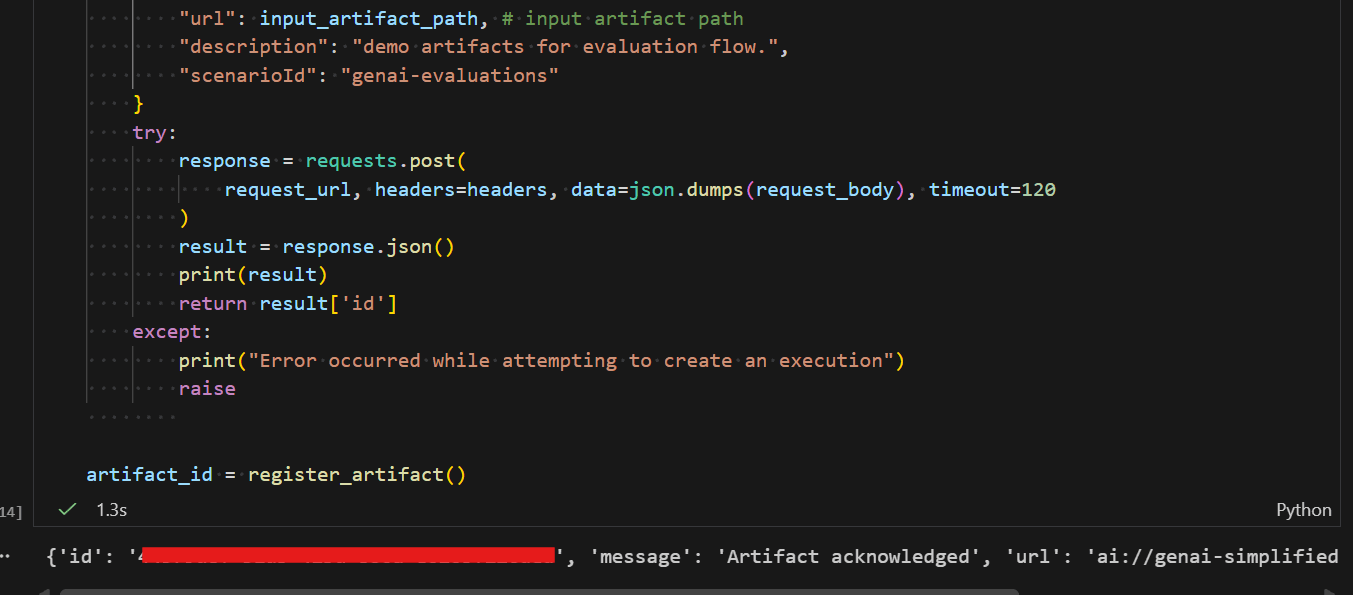 "url": input_artifact_path, # input artifact path
"description": "demo artifacts for evaluation flow.",
"scenarioId": "genai-evaluations"
}
try:
response = requests.post(
request_url, headers=headers, data=json.dumps(request_body), timeout=120
)
result = response.json()
print(result)
return result['id']
except:
print("Error occurred while attempting to create an execution")
raise
artifact_id = register_artifact()
14]
1.3s
Python
{'id': '', 'message': 'Artifact acknowledged', 'url': 'ai://genai-simplified